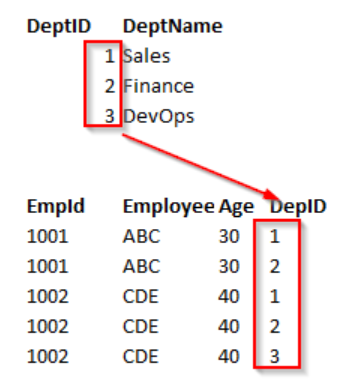 DeptID DeptName
1 Sales
2 Finance
3 DevOps
EmpId Employee Age DepID
1001 ABC 30 1
1001 ABC 30 2
1002 CDE 40 1
1002 CDE 40 2
1002 CDE 40 3